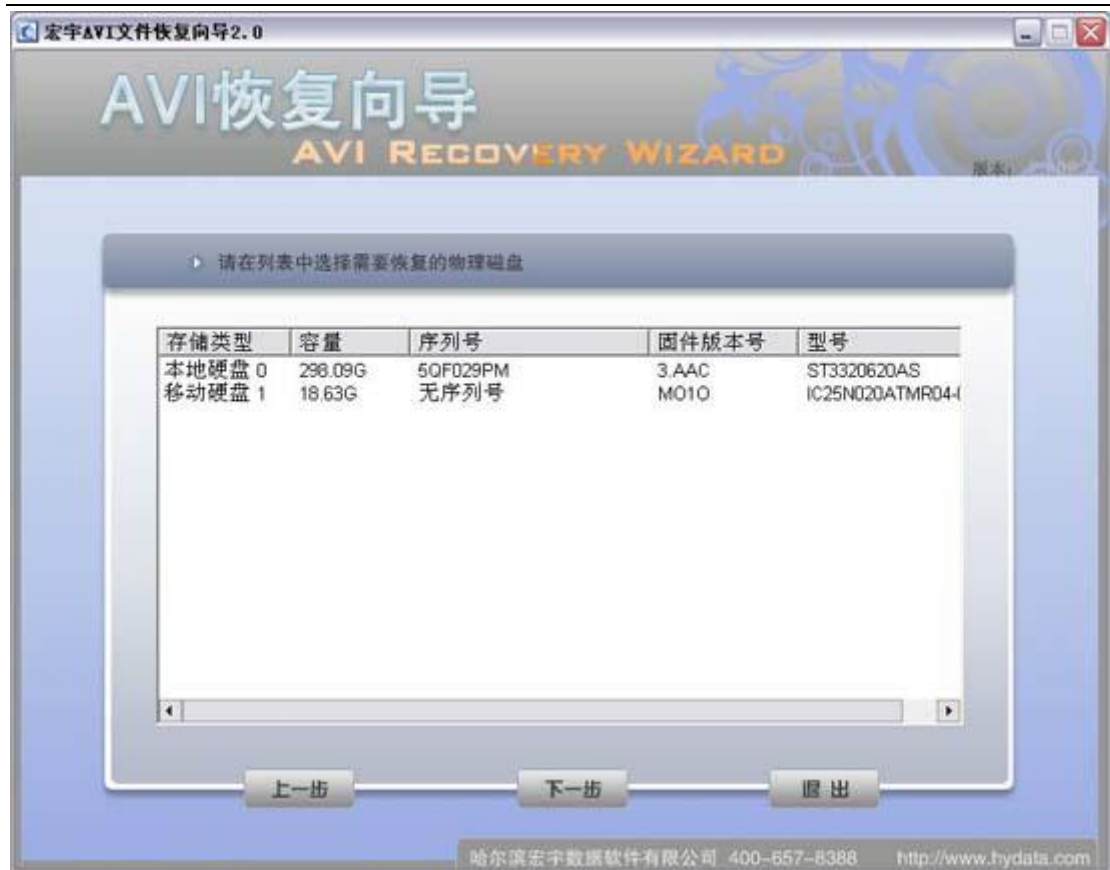 宏宇AVI文件恢复向导2.0
AVI恢复向导
AVI RECOVERY WIZARD
版本:
请在列表中选择需要恢复的物理磁盘
存储类型 容量 序列号 固件版本号 型号
本地硬盘 0 298.09G 5QF029PM 3.AAC ST3320620AS
移动硬盘 1 18.63G 无序列号 MO1O IC25N020ATMR04-
上一步 下一步 退出
哈尔滨宏宇数据软件有限公司 400-657-8388 http://www.hydata.com